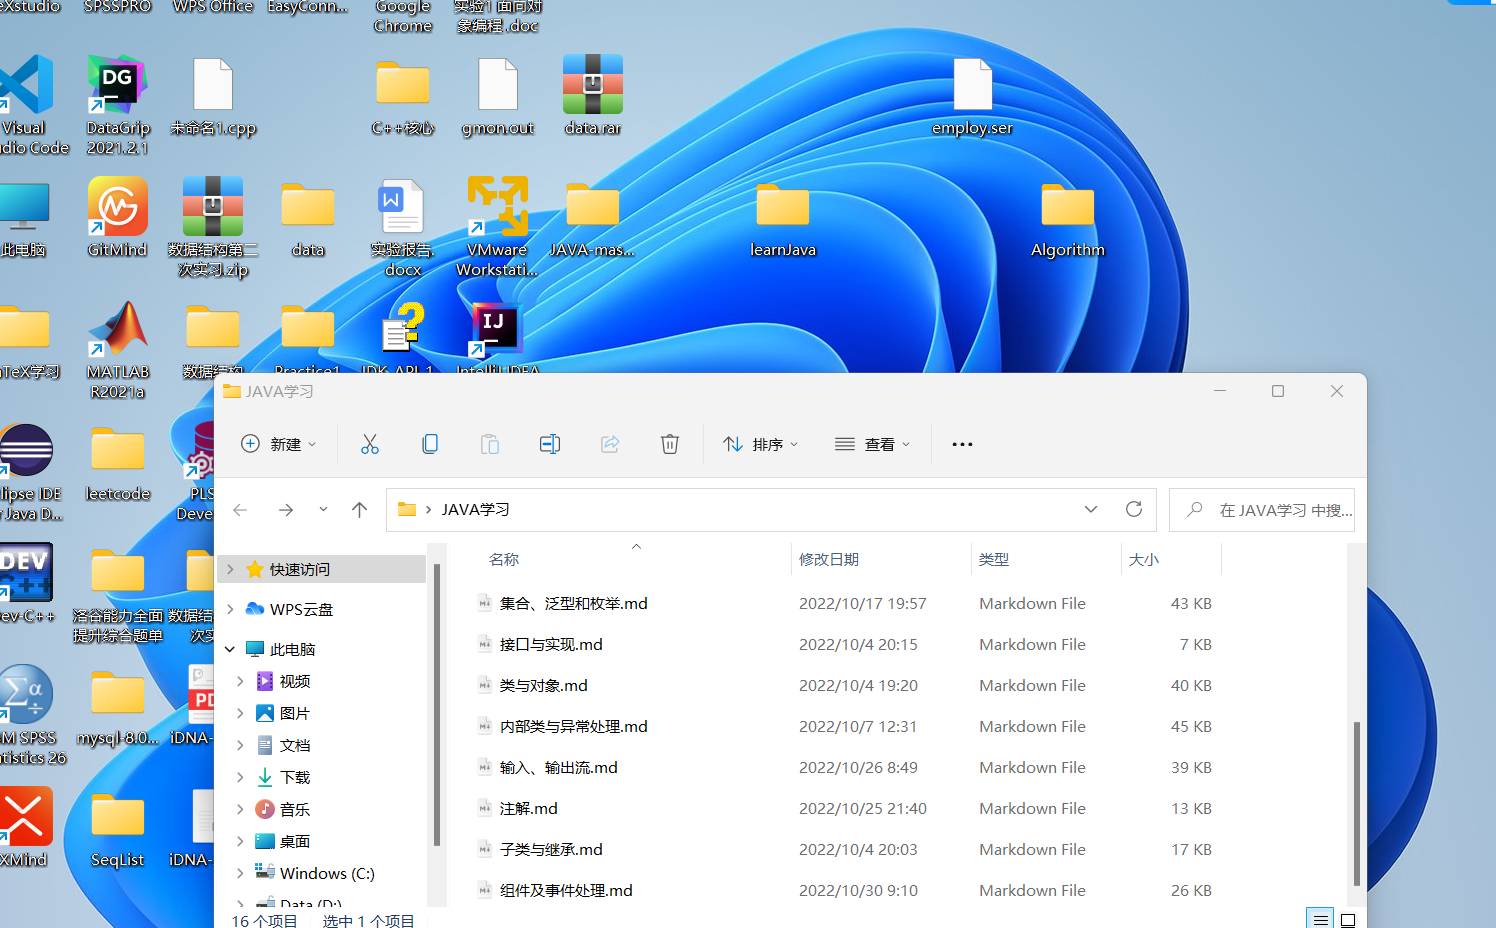 eXstudio
SPSSPRO
WPS Office
EasyConn...
Google
Chrome
实验1 面向对
象编程 .doc
Visual
dio Code
DG
DataGrip
2021.2.1
未命名1.cpp
C++核心
gmon.out
data.rar
employ.ser
此电脑
GitMind
数据结构第二
次实习.zip
data
W
实验报告.
docx
VMware
Workstati...
JAVA-mas...
learnJava
Algorithm
TeX学习
MATLAB
R2021a
数据结构
Practice1
JDK API 1
IJ
IntelliJ IDEA
clipse IDE
r Java D...
leetcode
PLS
Deve
DEV
C++
ev-C++
洛谷能力全面
提升综合题单
数据结
次实
Σα
÷
M SPSS
tistics 26
mysql-8.0...
PD
iDNA-
XMind
SeqList
iDNA-
JAVA学习
新建
排序
查看
JAVA学习
在 JAVA学习 中搜...
快速访问
WPS云盘
此电脑
视频
图片
文档
下载
音乐
桌面
Windows (C:)
Data (D:)
名称 修改日期 类型 大小
集合、泛型和枚举.md 2022/10/17 19:57 Markdown File 43 KB
接口与实现.md 2022/10/4 20:15 Markdown File 7 KB
类与对象.md 2022/10/4 19:20 Markdown File 40 KB
内部类与异常处理.md 2022/10/7 12:31 Markdown File 45 KB
输入、输出流.md 2022/10/26 8:49 Markdown File 39 KB
注解.md 2022/10/25 21:40 Markdown File 13 KB
子类与继承.md 2022/10/4 20:03 Markdown File 17 KB
组件及事件处理.md 2022/10/30 9:10 Markdown File 26 KB
16 个项目 选中 1 个项目